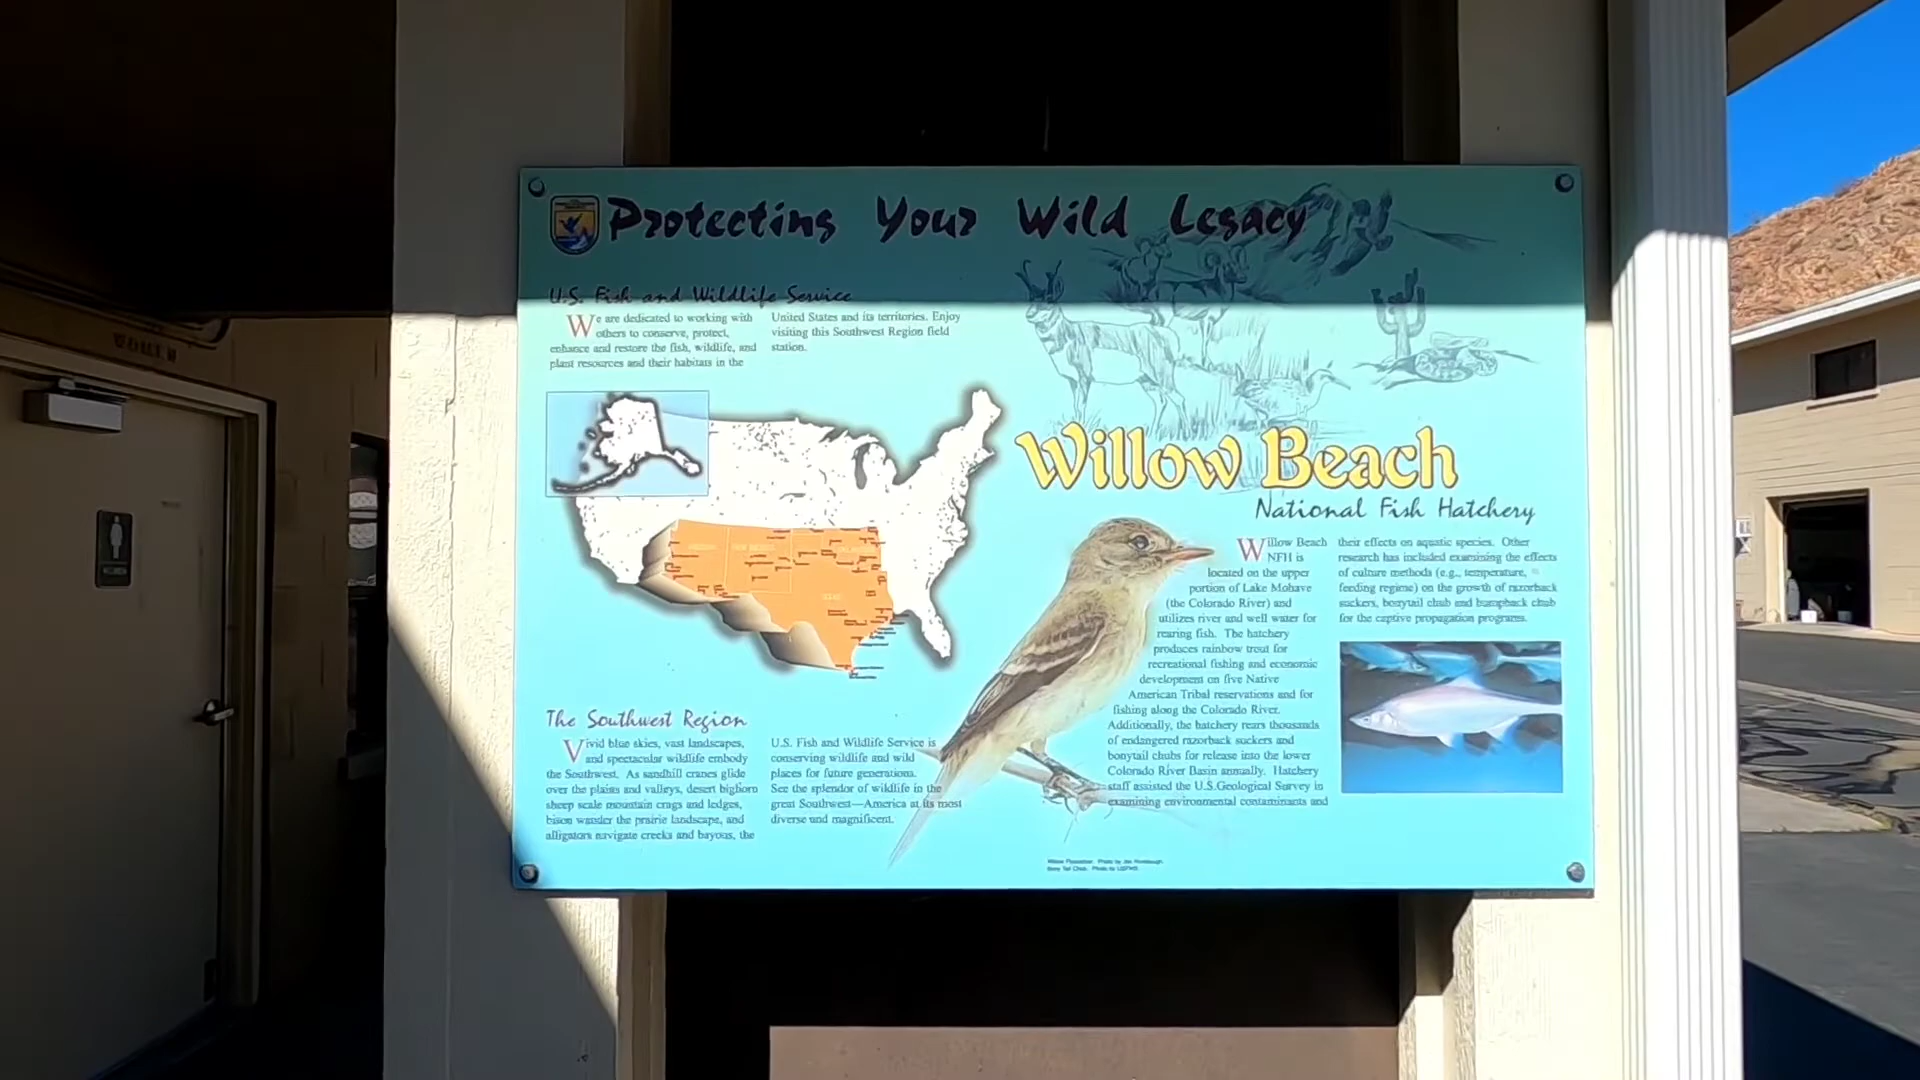 Protecting Your Wild Legacy
U.S. Fish and Wildlife Service
We are dedicated to working with
others to conserve, protect,
enhance and restore the fish, wildlife, and
plant resources and their habitats in the
United States and its territories. Enjoy
visiting this Southwest Region field
station.
Willow Beach
National Fish Hatchery
Willow Beach
NFH is
located on the upper
portion of Lake Mohave
(the Colorado River) and
utilizes river and well water for
rearing fish. The hatchery
produces rainbow trout for
recreational fishing and economic
development on five Native
American Tribal reservations and for
fishing along the Colorado River.
Additionally, the hatchery rears thousands
of endangered razorback suckers and
bonytail chubs for release into the lower
Colorado River Basin annually. Hatchery
staff assisted the U.S.Geological Survey in
examining environmental contaminants and
their effects on aquatic species. Other
research has included examining the effects
of culture methods (e.g., temperature,
feeding regime) on the growth of razorback
suckers, bonytail chub and humpback chub
for the captive propagation programs.
The Southwest Region
Vivid blue skies, vast landscapes,
and spectacular wildlife embody
the Southwest. As sandhill cranes glide
over the plains and valleys, desert bighorn
sheep scale mountain crags and ledges,
bison wander the prairie landscape, and
alligators navigate creeks and bayous, the
U.S. Fish and Wildlife Service is
conserving wildlife and wild
places for future generations.
See the splendor of wildlife in the
great Southwest—America at its most
diverse and magnificent.
WOMEN